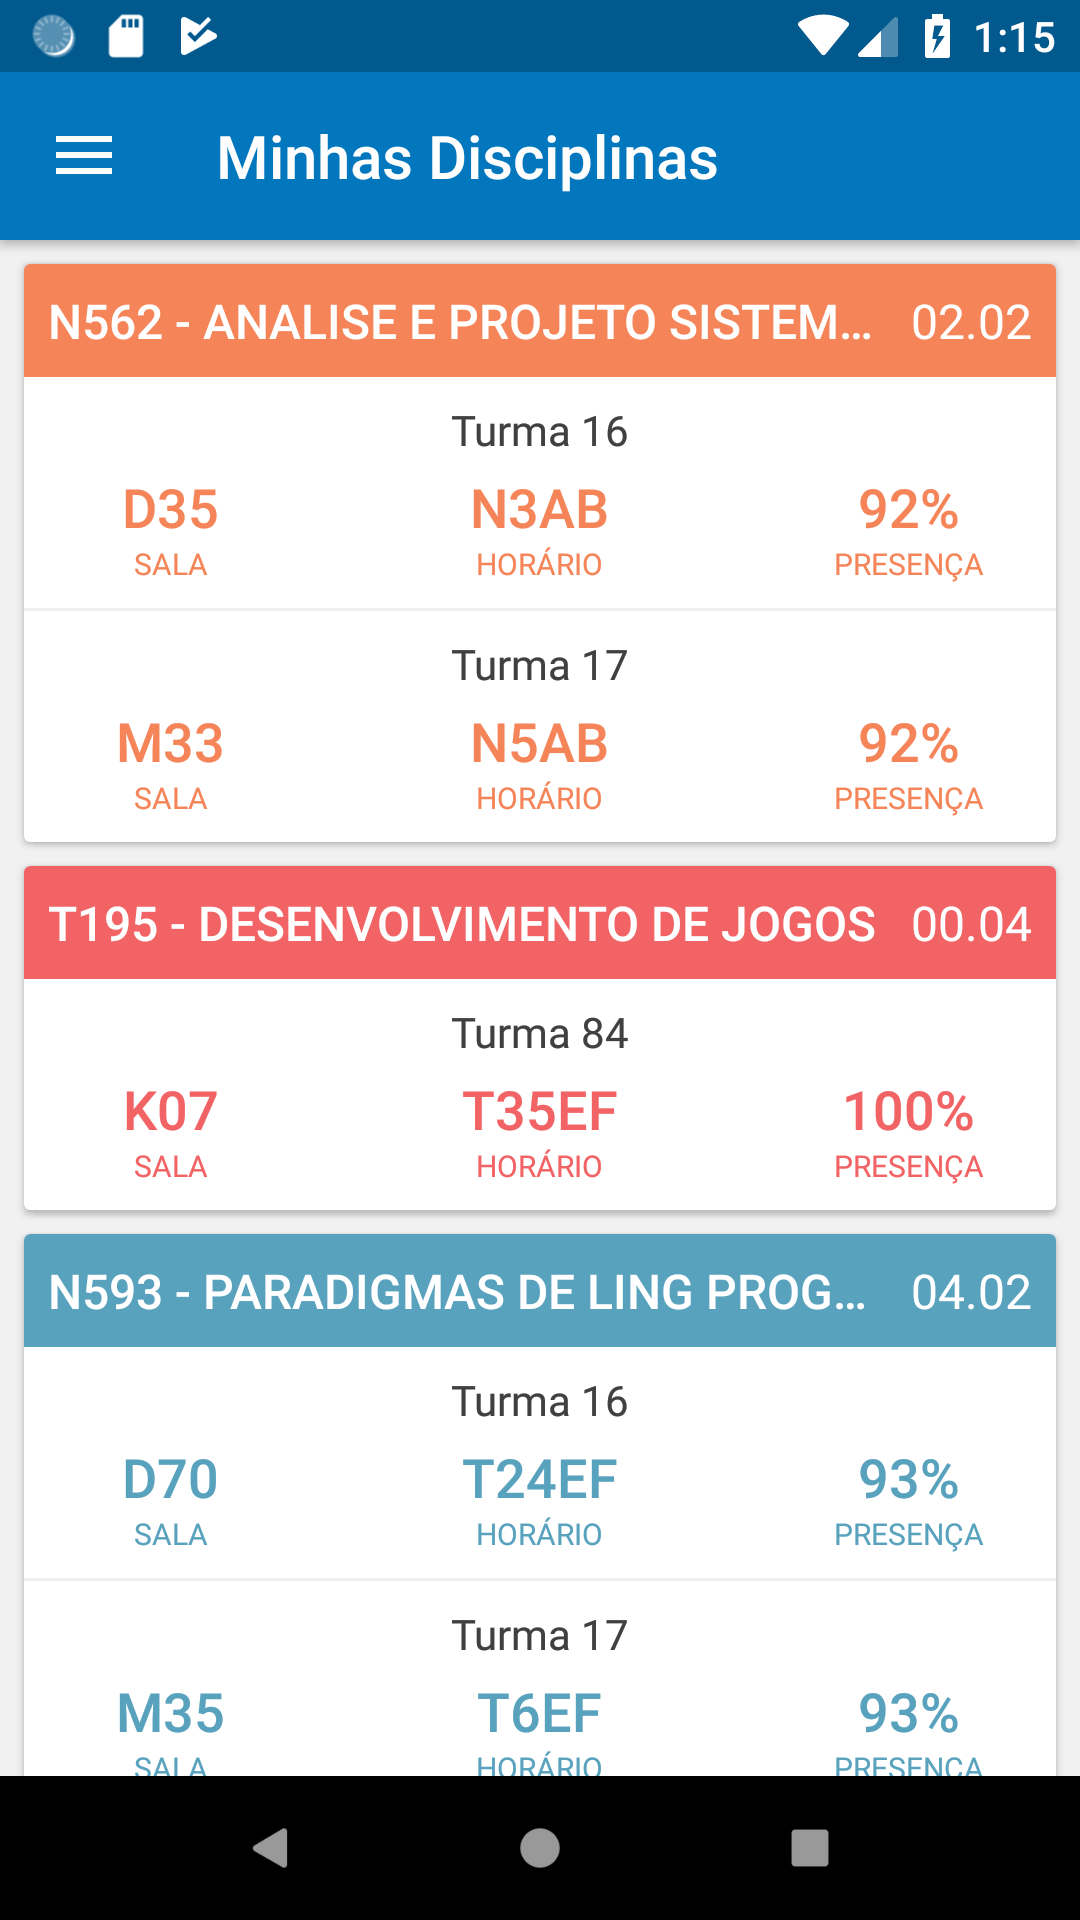 1:15
Minhas Disciplinas
N562 - ANALISE E PROJETO SISTEM... 02.02
Turma 16
D35 N3AB 92%
SALA HORÁRIO PRESENÇA
Turma 17
M33 N5AB 92%
SALA HORÁRIO PRESENÇA
T195 - DESENVOLVIMENTO DE JOGOS 00.04
Turma 84
K07 T35EF 100%
SALA HORÁRIO PRESENÇA
N593 - PARADIGMAS DE LING PROG... 04.02
Turma 16
D70 T24EF 93%
SALA HORÁRIO PRESENÇA
Turma 17
M35 T6EF 93%
SALA HORÁRIO PRESENÇA